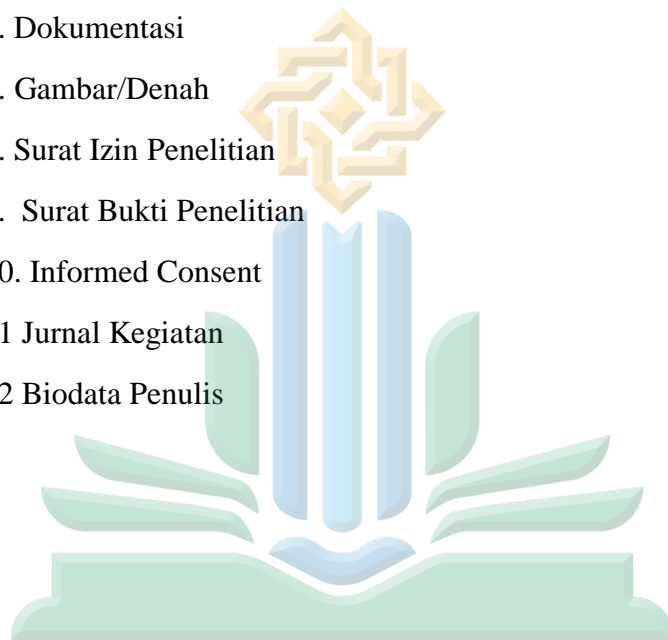 . Dokumentasi
. Gambar/Denah
. Surat Izin Penelitian
. Surat Bukti Penelitian
0. Informed Consent
1 Jurnal Kegiatan
2 Biodata Penulis